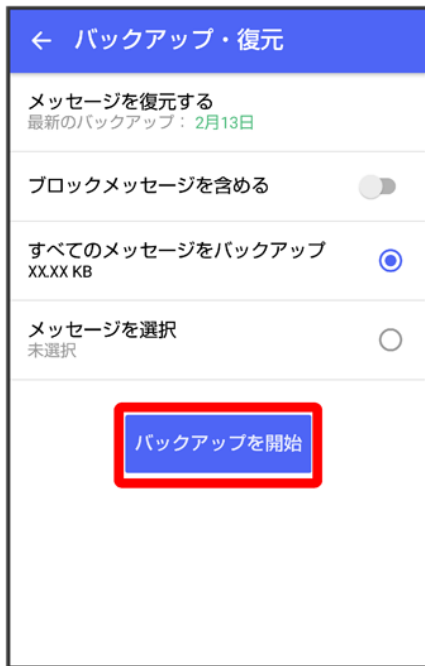 ← バックアップ・復元
メッセージを復元する
最新のバックアップ： 2月13日
ブロックメッセージを含める
すべてのメッセージをバックアップ
XX.XX KB
メッセージを選択
未選択
バックアップを開始